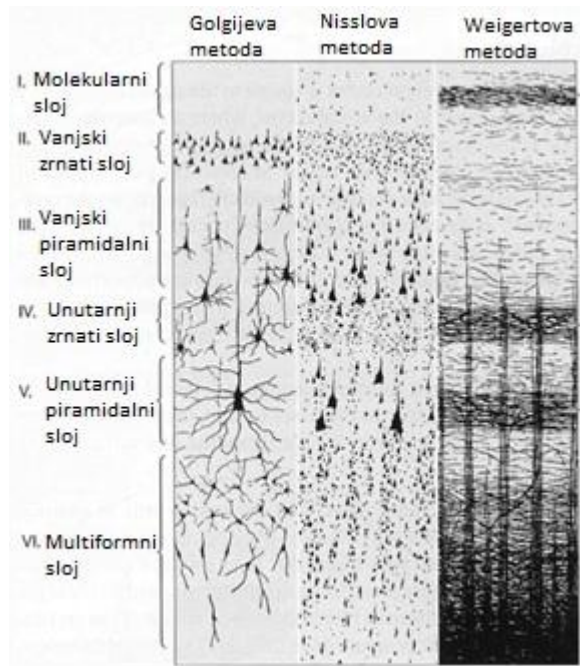 Golgijeva
metoda
Nisslova
metoda
Weigertova
metoda
I. Molekularni
sloj
II. Vanjski
zrnati sloj
III. Vanjski
piramidalni
sloj
IV. Unutarnji
zrnati sloj
V. Unutarnji
piramidalni
sloj
VI. Multiformni
sloj